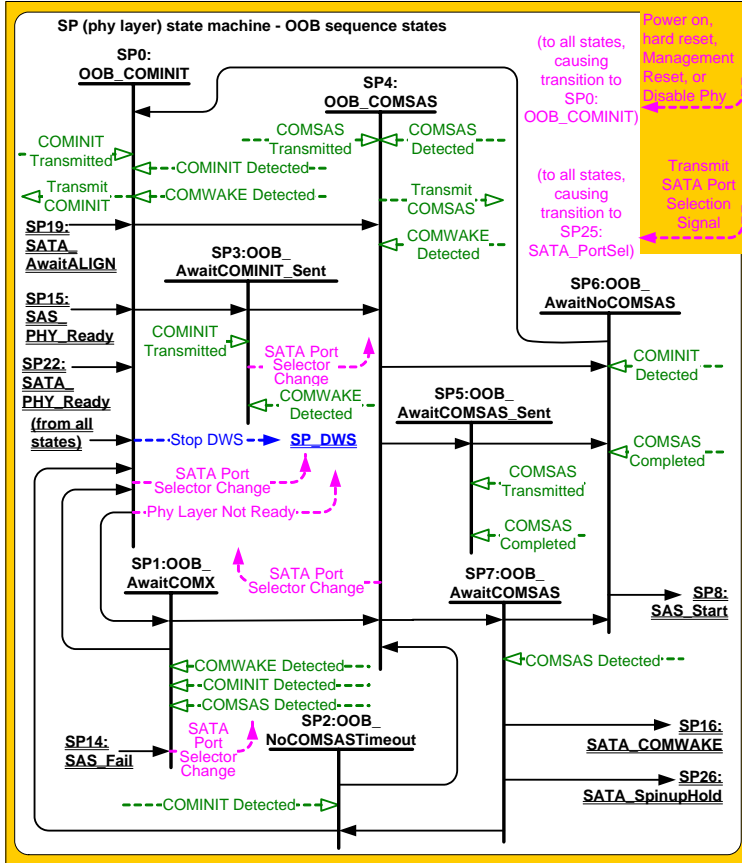 SP (phy layer) state machine - OOB sequence states
Power on,
hard reset,
Management
Reset, or
Disable Phy
(to all states,
causing
transition to
SP0:
OOB_COMINIT)
SP0:
OOB_COMINIT
SP4:
OOB_COMSAS
COMINIT
Transmitted
COMINIT Detected
COMSAS
Transmitted
COMSAS
Detected
Transmit
COMINIT
COMWAKE Detected
Transmit
COMSAS
(to all states,
causing
transition to
SP25:
SATA_PortSel)
Transmit
SATA Port
Selection
Signal
SP19:
SATA_
AwaitALIGN
COMWAKE
Detected
SP3:OOB_
AwaitCOMINIT_Sent
SP6:OOB_
AwaitNoCOMSAS
SP15:
SAS_
PHY_Ready
COMINIT
Transmitted
SATA Port
Selector
Change
COMINIT
Detected
SP22:
SATA_
PHY_Ready
COMWAKE
Detected
SP5:OOB_
AwaitCOMSAS_Sent
(from all
states)
Stop DWS
SP_DWS
COMSAS
Completed
SATA Port
Selector Change
COMSAS
Transmitted
Phy Layer Not Ready
COMSAS
Completed
SP1:OOB_
AwaitCOMX
SATA Port
Selector Change
SP7:OOB_
AwaitCOMSAS
SP8:
SAS_Start
COMWAKE Detected
COMINIT Detected
COMSAS Detected
COMSAS Detected
SP14:
SAS_Fail
SATA
Port
Selector
Change
SP2:OOB_
NoCOMSASTimeout
SP16:
SATA_COMWAKE
COMINIT Detected
SP26:
SATA_SpinupHold